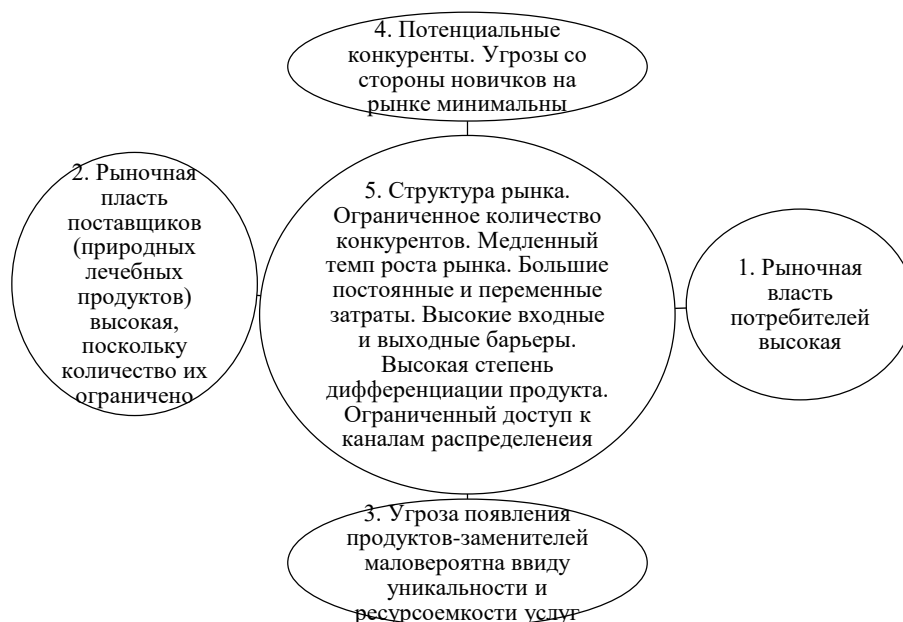 4. Потенциальные
конкуренты. Угрозы со
стороны новичков на
рынке минимальны
2. Рыночная
пласть
поставщиков
(природных
лечебных
продуктов)
высокая,
поскольку
количество их
ограничено
5. Структура рынка.
Ограниченное количество
конкурентов. Медленный
темп роста рынка. Большие
постоянные и переменные
затраты. Высокие входные
и выходные барьеры.
Высокая степень
дифференциации продукта.
Ограниченный доступ к
каналам распределенеия
1. Рыночная
власть
потребителей
высокая
3. Угроза появления
продуктов-заменителей
маловероятна ввиду
уникальности и
ресурсоемкости услуг